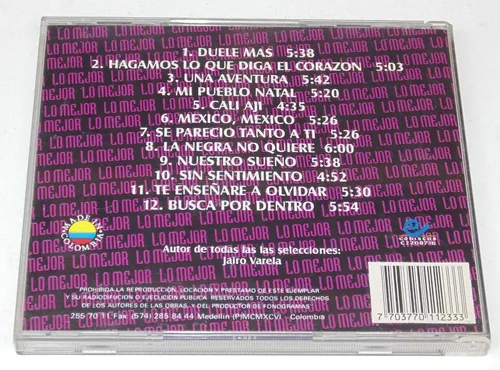 LO MEJOR
1. DUELE MAS 5:38
2. HAGAMOS LO QUE DIGA EL CORAZON 5:03
3. UNA AVENTURA 5:42
4. MI PUEBLO NATAL 5:20
5. CALI AJI 4:35
6. MEXICO, MEXICO 5:26
7. SE PARECIO TANTO A TI 5:26
8. LA NEGRA NO QUIERE 6:00
9. NUESTRO SUEÑO 5:38
10. SIN SENTIMIENTO 4:52
11. TE ENSEÑARE A OLVIDAR 5:30
12. BUSCA POR DENTRO 5:54
MADE IN
COLOMBIA
Autor de todas las las selecciones:
Jairo Varela
PROHIBIDA LA REPRODUCCION, LOCACION Y PRESTAMO DE ESTE EJEMPLAR
Y SU RADIODIFUCION O EJECUCION PUBLICA RESERVADOS TODOS LOS DERECHOS
DE LOS AUTORES DE LAS OBRAS, Y DEL PRODUCTOR DE FONOGRAMAS
255 70 11 Fax (574) 285 84 44 Medellín (P)MCMXCV) - Colombia
7 703770 112333